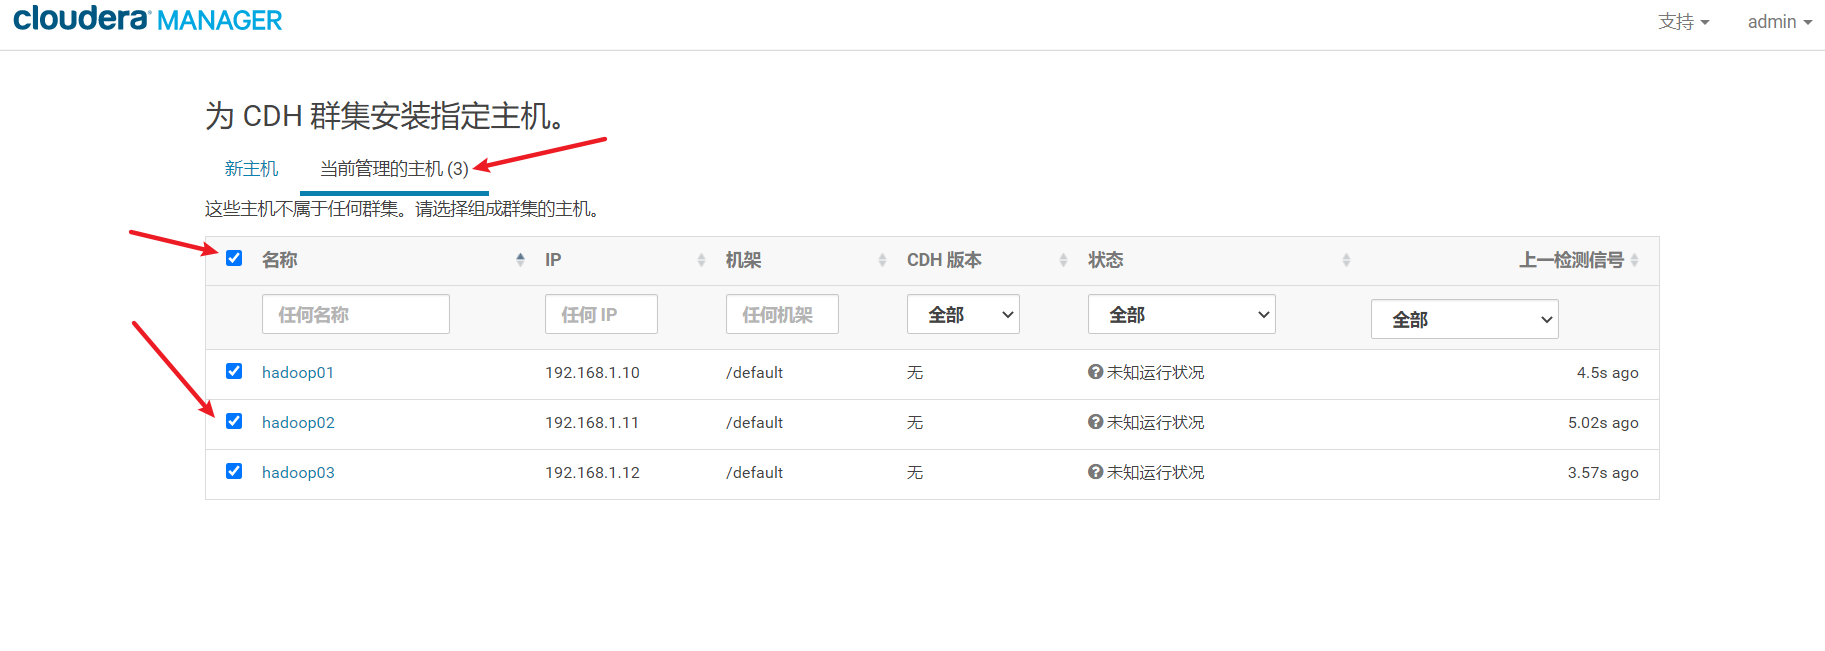 cloudera MANAGER 支持 admin
为 CDH 群集安装指定主机。
新主机 当前管理的主机 (3)
这些主机不属于任何群集。请选择组成群集的主机。
名称 IP 机架 CDH 版本 状态 上一检测信号
任何名称 任何 IP 任何机架 全部 全部 全部
hadoop01 192.168.1.10 /default 无 未知运行状况 4.5s ago
hadoop02 192.168.1.11 /default 无 未知运行状况 5.02s ago
hadoop03 192.168.1.12 /default 无 未知运行状况 3.57s ago